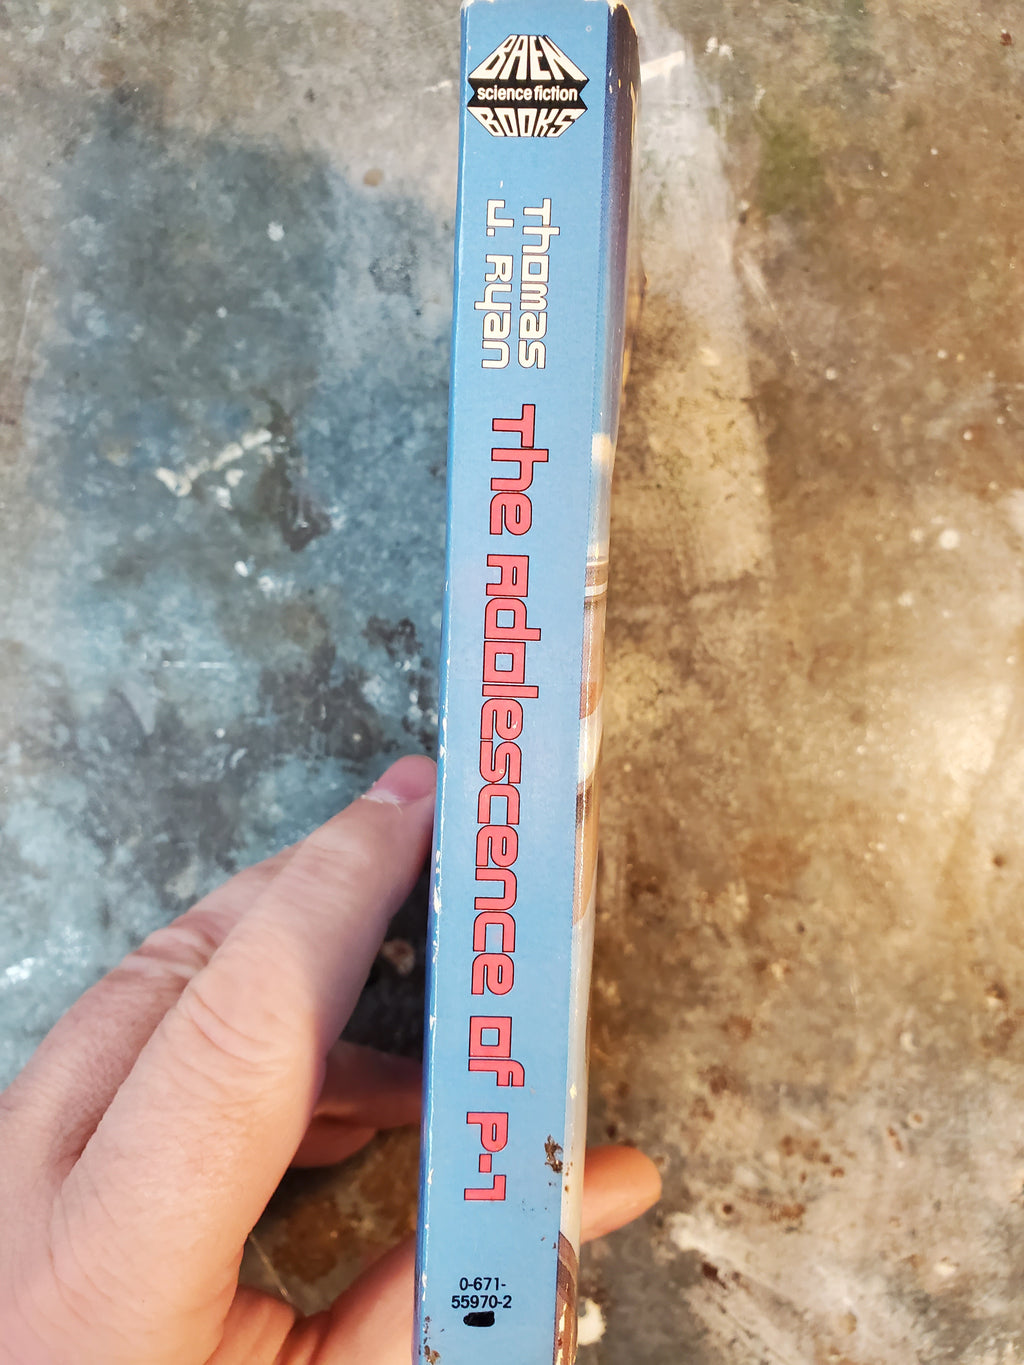 BAEN
science fiction
BOOKS
Thomas
J. Ryan
The Adolescence of P-1
0-671-
55970-2